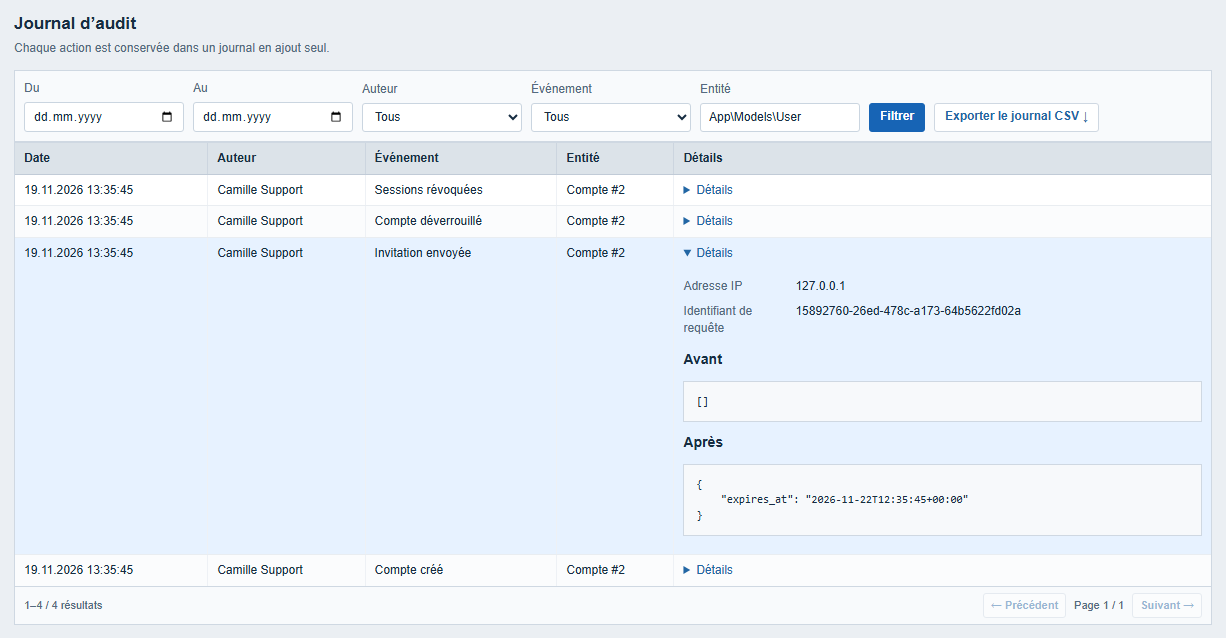 Journal d’audit
Chaque action est conservée dans un journal en ajout seul.
Du Au Auteur Événement Entité
dd.mm.yyyy dd.mm.yyyy Tous Tous App\Models\User Filtrer Exporter le journal CSV ↓
Date Auteur Événement Entité Détails
19.11.2026 13:35:45 Camille Support Sessions révoquées Compte #2 ▶ Détails
19.11.2026 13:35:45 Camille Support Compte déverrouillé Compte #2 ▶ Détails
19.11.2026 13:35:45 Camille Support Invitation envoyée Compte #2 ▼ Détails
Adresse IP 127.0.0.1
Identifiant de 15892760-26ed-478c-a173-64b5622fd02a
requête
Avant
[]
Après
{
"expires_at": "2026-11-22T12:35:45+00:00"
}
19.11.2026 13:35:45 Camille Support Compte créé Compte #2 ▶ Détails
1–4 / 4 résultats ← Précédent Page 1 / 1 Suivant →